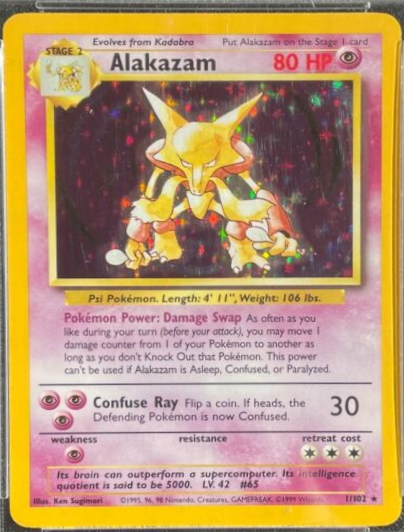 Evolves from Kadabra Put Alakazam on the Stage 1 card
STAGE 2
Alakazam 80 HP
Psi Pokémon. Length: 4' 11", Weight: 106 lbs.
Pokémon Power: Damage Swap As often as you
like during your turn (before your attack), you may move 1
damage counter from 1 of your Pokémon to another as
long as you don't Knock Out that Pokémon. This power
can't be used if Alakazam is Asleep, Confused, or Paralyzed.
Confuse Ray Flip a coin. If heads, the
Defending Pokémon is now Confused.
30
weakness resistance retreat cost
Its brain can outperform a supercomputer. Its intelligence
quotient is said to be 5000. LV. 42 #65
Illus. Ken Sugimori ©1995, 96, 98 Nintendo, Creatures, GAMEFREAK. ©1999 Wizards. 1/102 ★